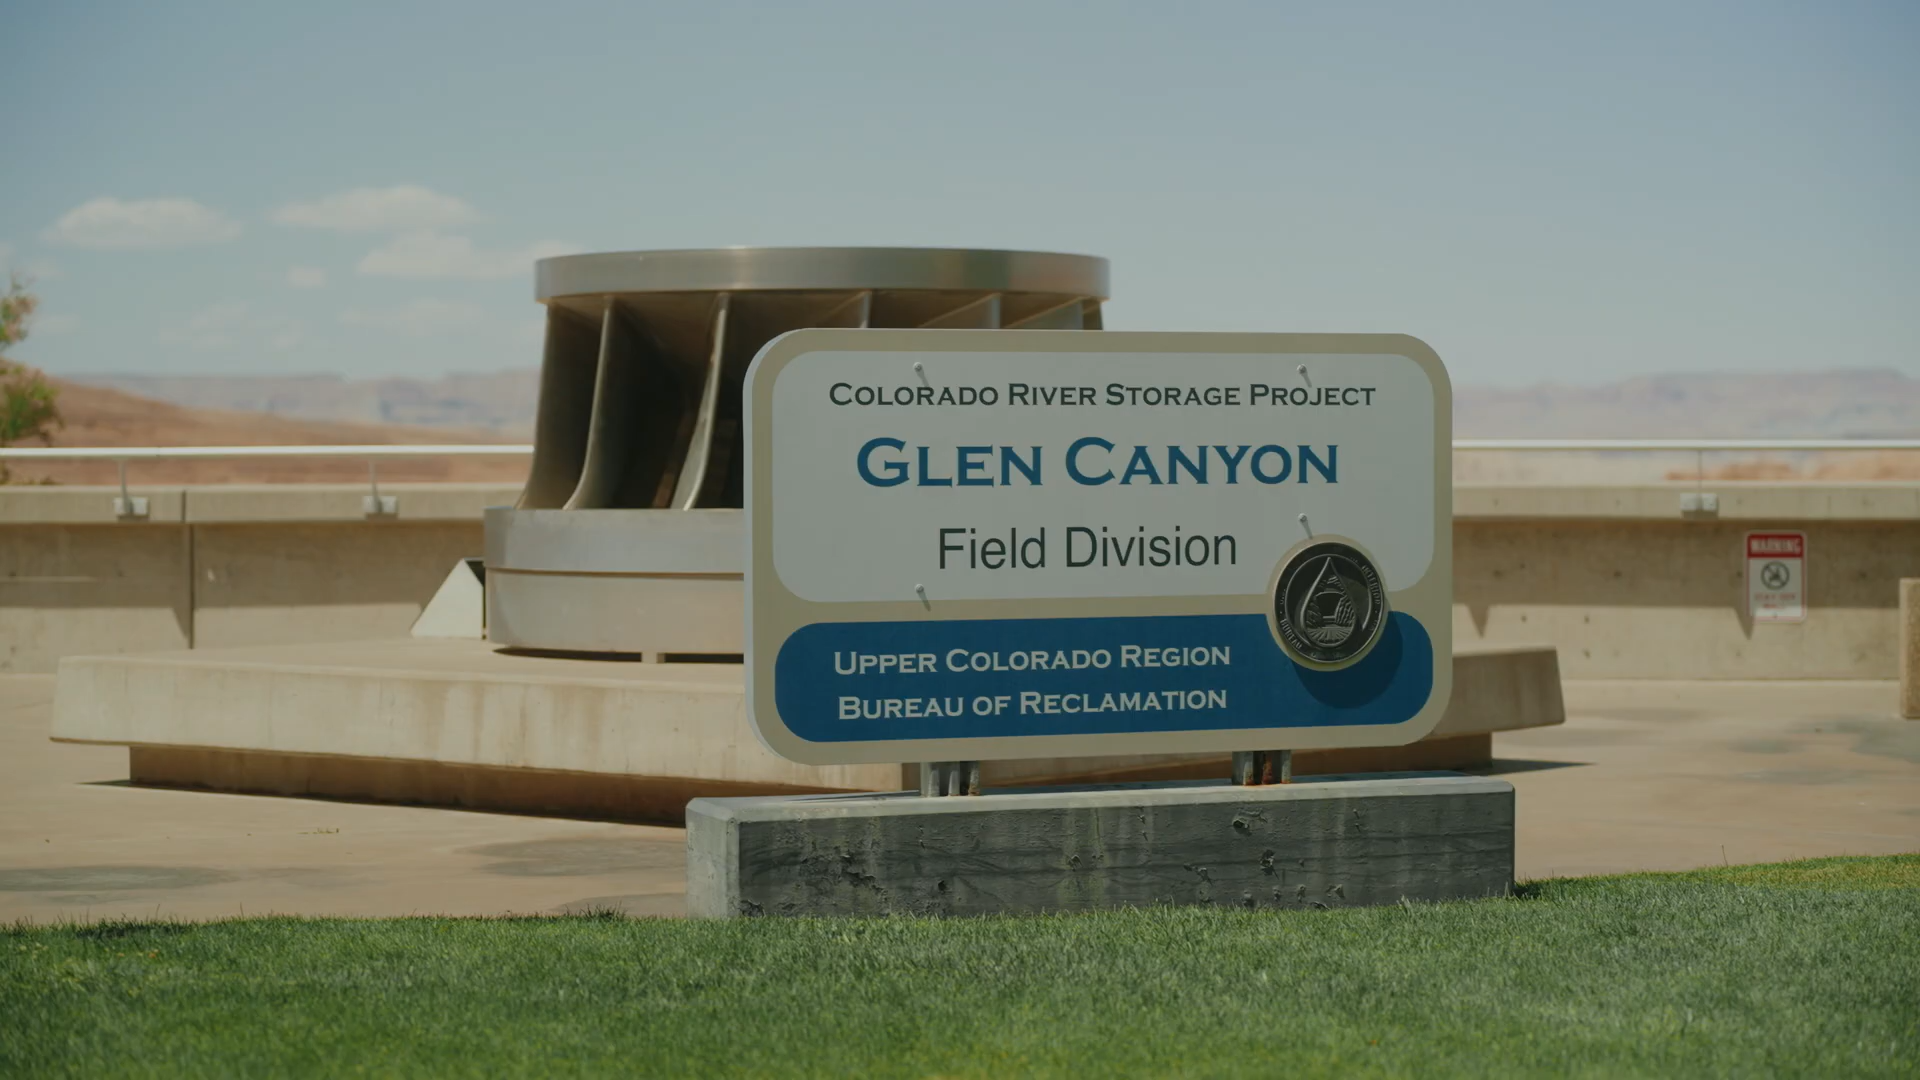 COLORADO RIVER STORAGE PROJECT
GLEN CANYON
Field Division
UPPER COLORADO REGION
BUREAU OF RECLAMATION
WARNING